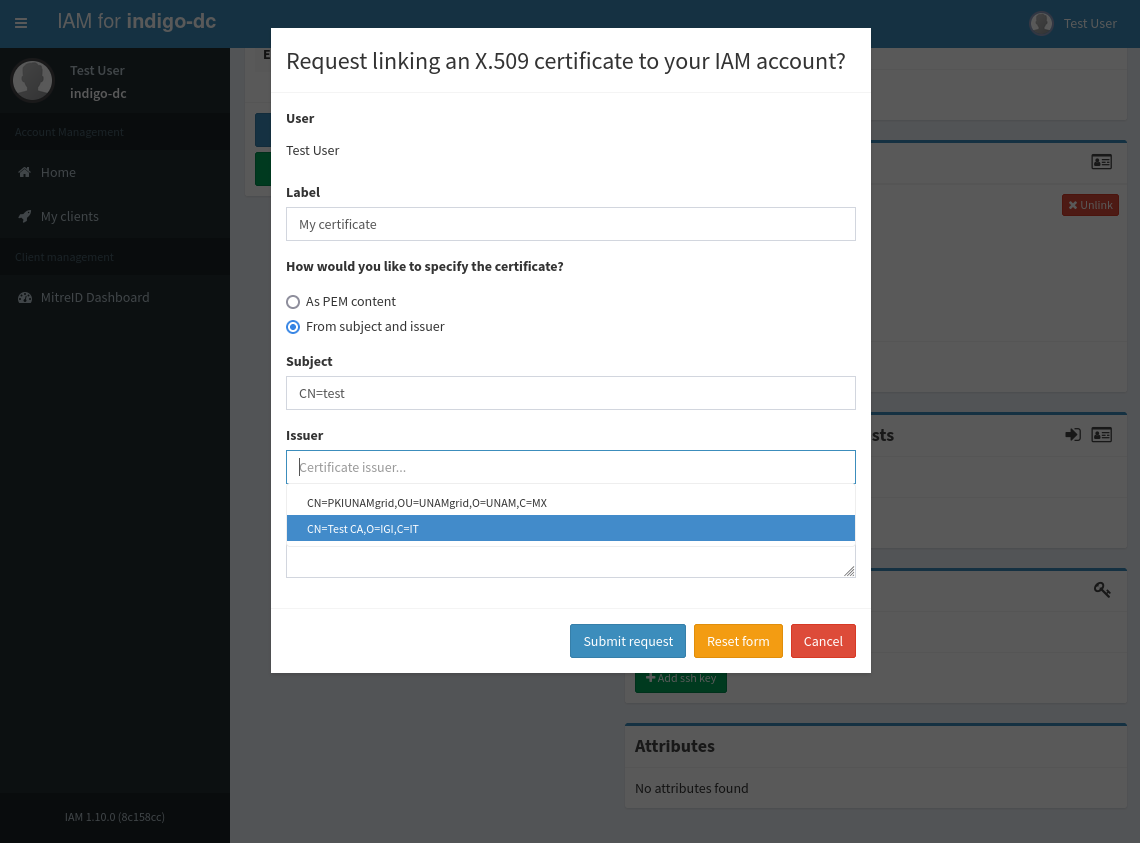 IAM for indigo-dc
Test User
Test User
indigo-dc
Account Management
Home
My clients
Client management
MitreID Dashboard
IAM 1.10.0 (8c158cc)
E
Request linking an X.509 certificate to your IAM account?
User
Test User
Label
My certificate
How would you like to specify the certificate?
As PEM content
From subject and issuer
Subject
CN=test
Issuer
Certificate issuer...
CN=PKIUNAMgrid,OU=UNAMgrid,O=UNAM,C=MX
CN=Test CA,O=IGI,C=IT
Submit request
Reset form
Cancel
Unlink
sts
Add ssh key
Attributes
No attributes found